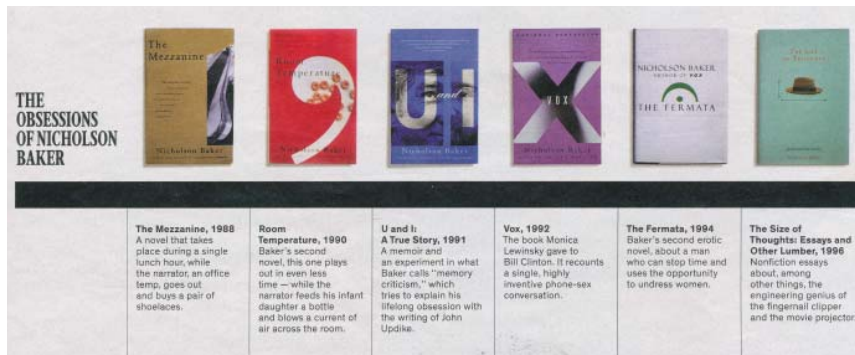 THE
OBSESSIONS
OF NICHOLSON
BAKER
The
Mezzanine
Nicholson Baker
Room
Temperature
Nicholson Baker
U and I
Nicholson Baker
VOX
Nicholson Baker
NICHOLSON BAKER
AUTHOR OF VOX
THE FERMATA
The Mezzanine, 1988
A novel that takes
place during a single
lunch hour, while
the narrator, an office
temp, goes out
and buys a pair of
shoelaces.
Room
Temperature, 1990
Baker's second
novel, this one plays
out in even less
time — while the
narrator feeds his infant
daughter a bottle
and blows a current of
air across the room.
U and I:
A True Story, 1991
A memoir and
an experiment in what
Baker calls "memory
criticism," which
tries to explain his
lifelong obsession with
the writing of John
Updike.
Vox, 1992
The book Monica
Lewinsky gave to
Bill Clinton. It recounts
a single, highly
inventive phone-sex
conversation.
The Fermata, 1994
Baker's second erotic
novel, about a man
who can stop time and
uses the opportunity
to undress women.
The Size of
Thoughts: Essays and
Other Lumber, 1996
Nonfiction essays
about, among
other things, the
engineering genius of
the fingernail clipper
and the movie projector.